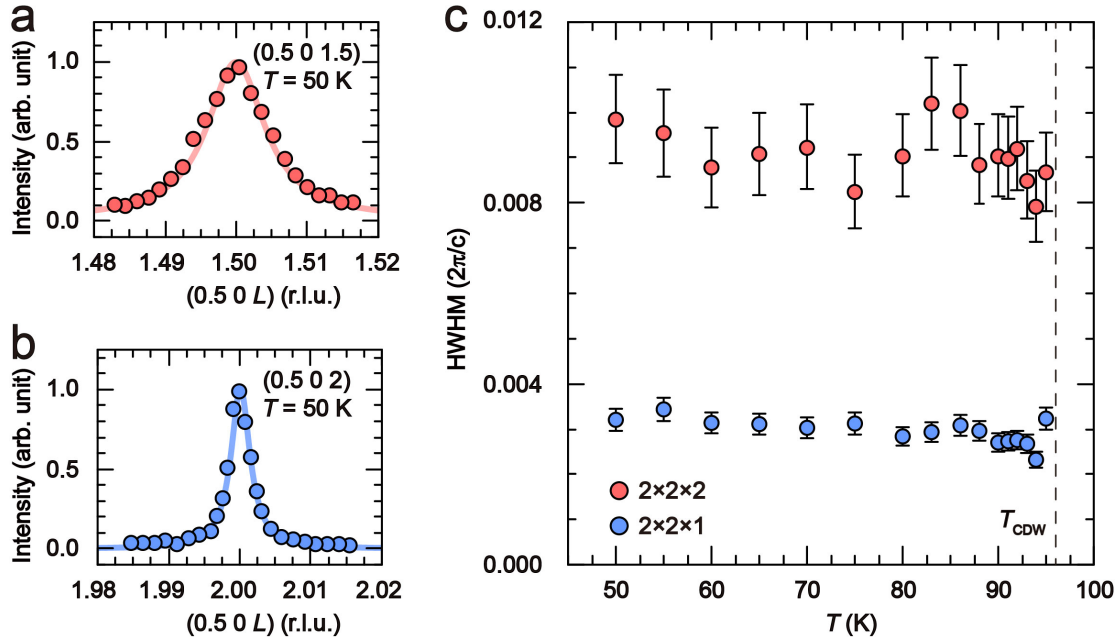 a
Intensity (arb. unit)
1.0
0.5
0.0
(0.5 0 1.5)
T = 50 K
1.48 1.49 1.50 1.51 1.52
(0.5 0 L) (r.l.u.)
b
Intensity (arb. unit)
1.0
0.5
0.0
(0.5 0 2)
T = 50 K
1.98 1.99 2.00 2.01 2.02
(0.5 0 L) (r.l.u.)
c
HWHM (2π/c)
0.012
0.008
0.004
0.000
2×2×2
2×2×1
TCDW
50 60 70 80 90 100
T (K)